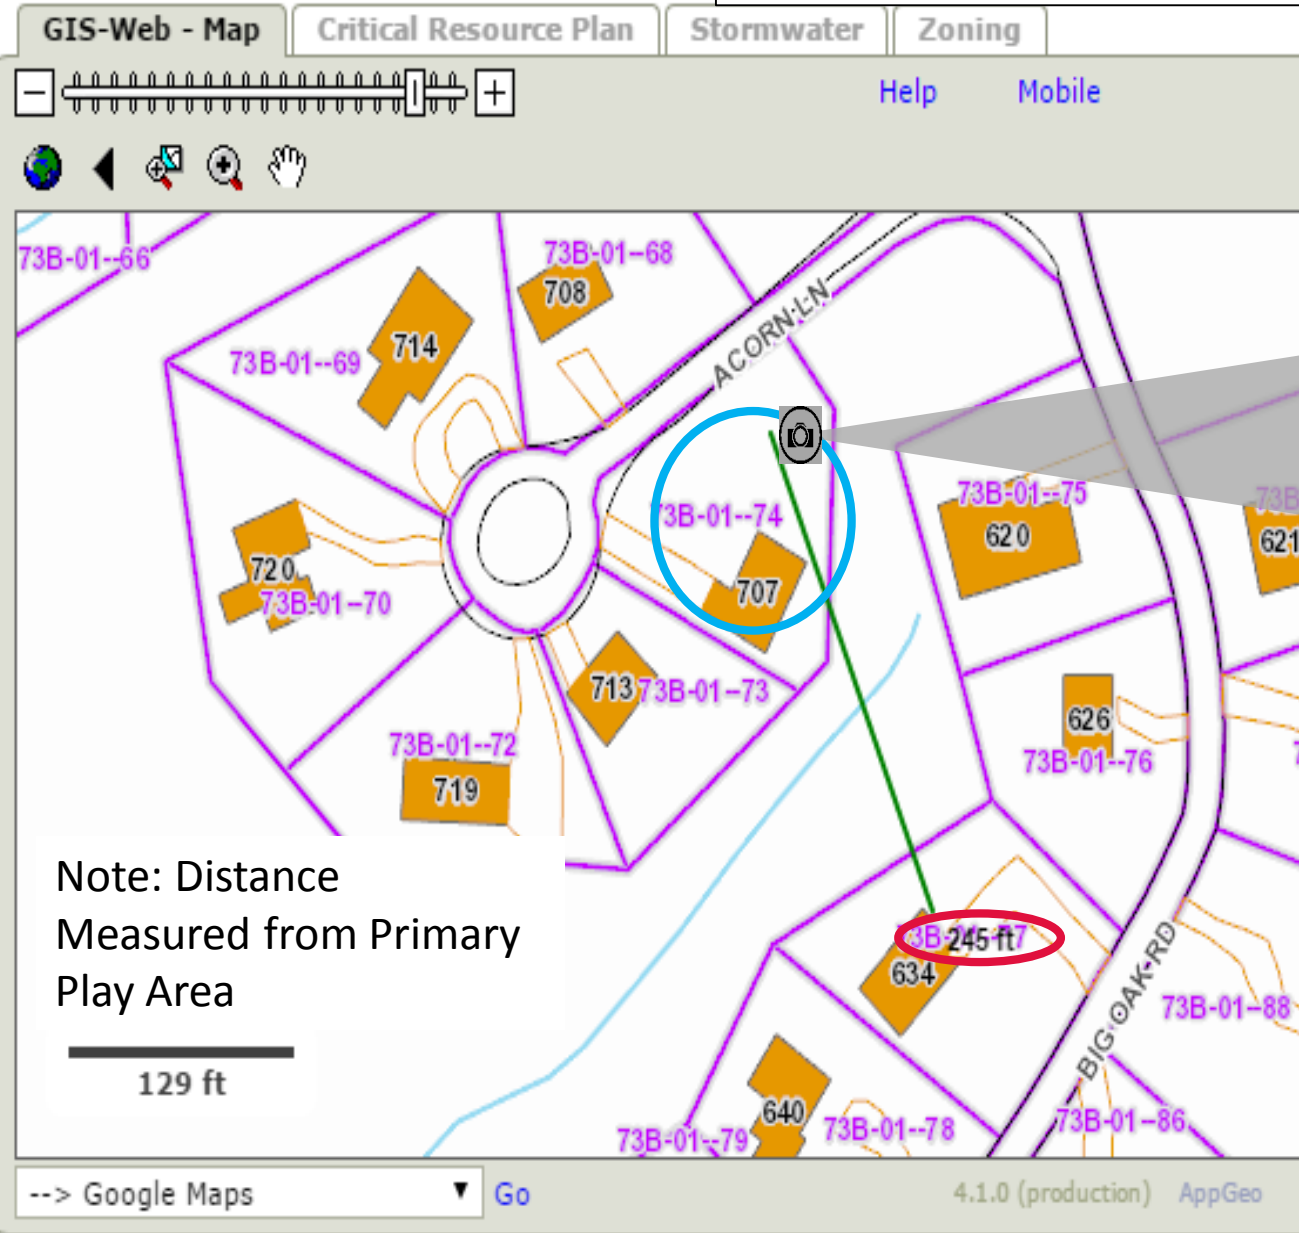 GIS-Web - Map
Critical Resource Plan
Stormwater
Zoning
Help
Mobile
73B-01--66
73B-01--68
708
714
73B-01--69
ACORN LN
73B-01--74
707
73B-01--75
620
621
720
73B-01--70
713
73B-01--73
626
73B-01--76
73B-01--72
719
245 ft
634
Note: Distance
Measured from Primary
Play Area
BIG OAK RD
73B-01--88
129 ft
640
73B-01--79
73B-01--78
73B-01--86
--> Google Maps
Go
4.1.0 (production)
AppGeo